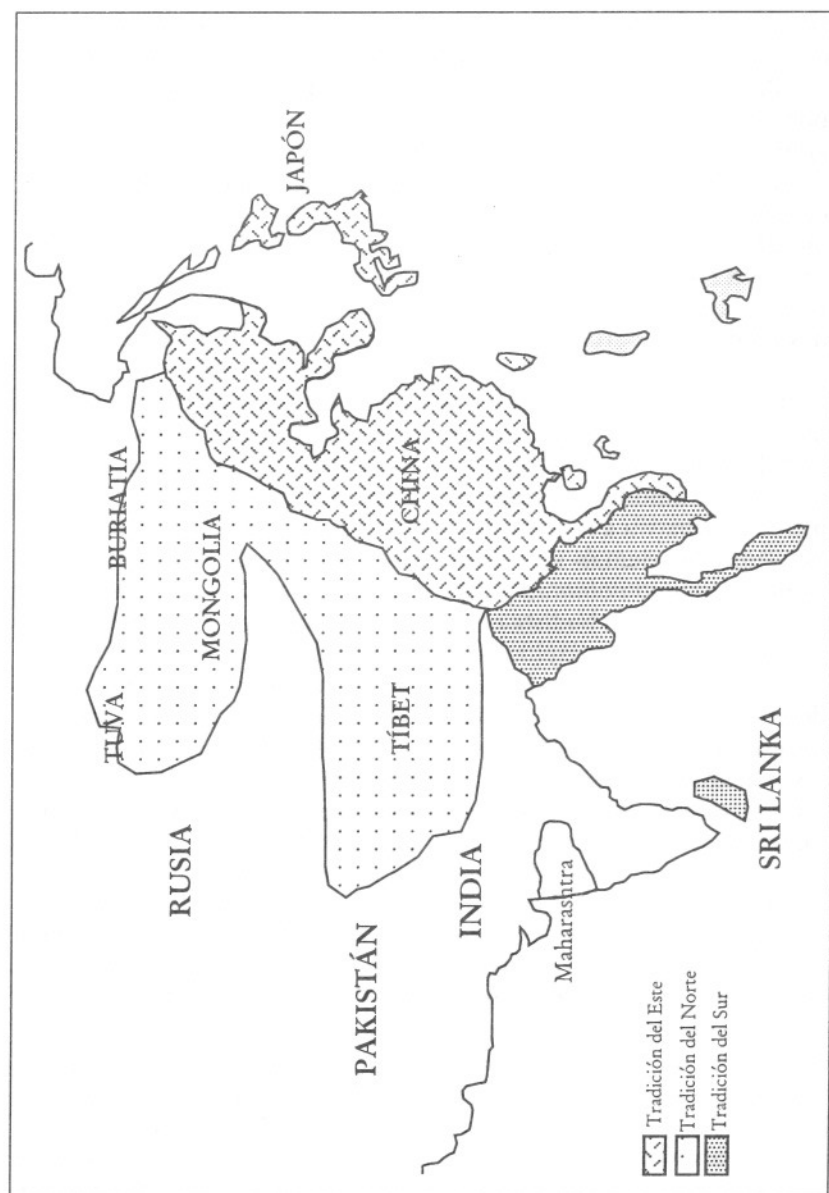 TUVA
BURIATIA
RUSIA
MONGOLIA
JAPÓN
PAKISTÁN
TÍBET
CHINA
INDIA
Maharashtra
SRI LANKA
Tradición del Este
Tradición del Norte
Tradición del Sur